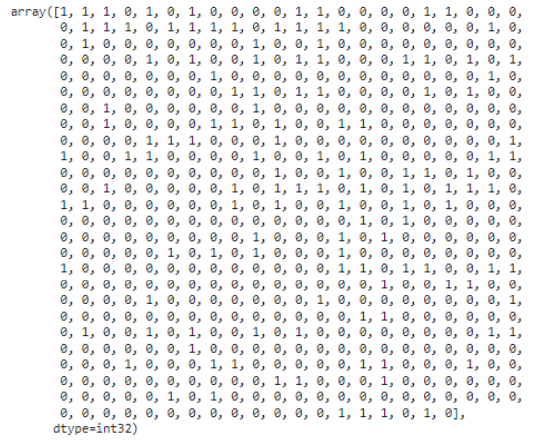 array([1, 1, 1, 0, 1, 0, 1, 0, 0, 0, 0, 1, 1, 0, 0, 0, 0, 1, 1, 0, 0, 0,
0, 1, 1, 1, 0, 1, 1, 1, 1, 0, 1, 1, 1, 1, 0, 0, 0, 0, 0, 0, 1, 0,
0, 1, 0, 0, 0, 0, 0, 0, 0, 1, 0, 0, 1, 0, 0, 0, 0, 0, 0, 0, 0, 0,
0, 0, 0, 0, 1, 0, 1, 0, 0, 1, 0, 1, 1, 0, 0, 0, 1, 1, 0, 1, 0, 1,
0, 0, 0, 0, 0, 0, 0, 1, 0, 0, 0, 0, 0, 0, 0, 0, 0, 0, 0, 0, 1, 0,
0, 0, 0, 0, 0, 0, 0, 0, 1, 1, 0, 1, 1, 0, 0, 0, 0, 1, 0, 1, 0, 0,
0, 0, 1, 0, 0, 0, 0, 0, 0, 1, 0, 0, 0, 0, 0, 0, 0, 0, 0, 0, 0, 0,
0, 0, 1, 0, 0, 0, 0, 1, 1, 0, 1, 0, 0, 1, 1, 0, 0, 0, 0, 0, 0, 0,
0, 0, 0, 0, 1, 1, 1, 0, 0, 0, 1, 0, 0, 0, 0, 0, 0, 0, 0, 0, 0, 1,
1, 0, 0, 1, 1, 0, 0, 0, 0, 1, 0, 0, 1, 0, 1, 0, 0, 0, 0, 0, 1, 1,
0, 0, 0, 0, 0, 0, 0, 0, 0, 0, 1, 0, 0, 1, 0, 0, 1, 1, 0, 1, 0, 0,
0, 0, 1, 0, 0, 0, 0, 0, 1, 0, 1, 1, 1, 0, 1, 0, 1, 0, 1, 1, 1, 0,
1, 1, 0, 0, 0, 0, 0, 0, 1, 0, 1, 0, 0, 1, 0, 0, 1, 0, 1, 0, 0, 0,
0, 0, 0, 0, 0, 0, 0, 0, 0, 0, 0, 0, 0, 0, 1, 0, 1, 0, 0, 0, 0, 0,
0, 0, 0, 0, 0, 0, 0, 0, 0, 1, 0, 0, 0, 1, 0, 1, 0, 0, 0, 0, 0, 0,
0, 0, 0, 0, 0, 1, 0, 1, 0, 1, 0, 0, 0, 1, 0, 0, 0, 0, 0, 0, 0, 0,
1, 0, 0, 0, 0, 0, 0, 0, 0, 0, 0, 0, 0, 1, 1, 0, 1, 1, 0, 0, 1, 1,
0, 0, 0, 0, 0, 0, 0, 0, 0, 0, 0, 0, 0, 0, 0, 1, 0, 0, 1, 1, 0, 0,
0, 0, 0, 0, 1, 0, 0, 0, 0, 0, 0, 0, 1, 0, 0, 0, 0, 0, 0, 0, 0, 1,
0, 0, 0, 0, 0, 0, 0, 0, 0, 0, 0, 0, 0, 0, 1, 1, 0, 0, 0, 0, 0, 0,
0, 1, 0, 0, 1, 0, 1, 0, 0, 1, 0, 1, 0, 0, 0, 0, 0, 0, 0, 0, 1, 1,
0, 0, 0, 0, 0, 0, 1, 0, 0, 0, 0, 0, 0, 0, 0, 0, 0, 0, 0, 0, 0, 0,
0, 0, 0, 1, 0, 0, 0, 1, 1, 0, 0, 0, 0, 0, 1, 1, 0, 0, 0, 1, 0, 0,
0, 0, 0, 0, 0, 0, 0, 0, 0, 0, 1, 1, 0, 0, 0, 1, 0, 0, 0, 0, 0, 0,
0, 0, 0, 0, 0, 1, 0, 1, 0, 0, 0, 0, 0, 0, 0, 0, 0, 0, 0, 0, 0, 0,
0, 0, 0, 0, 0, 0, 0, 0, 0, 0, 0, 0, 0, 1, 1, 1, 0, 1, 0],
dtype=int32)